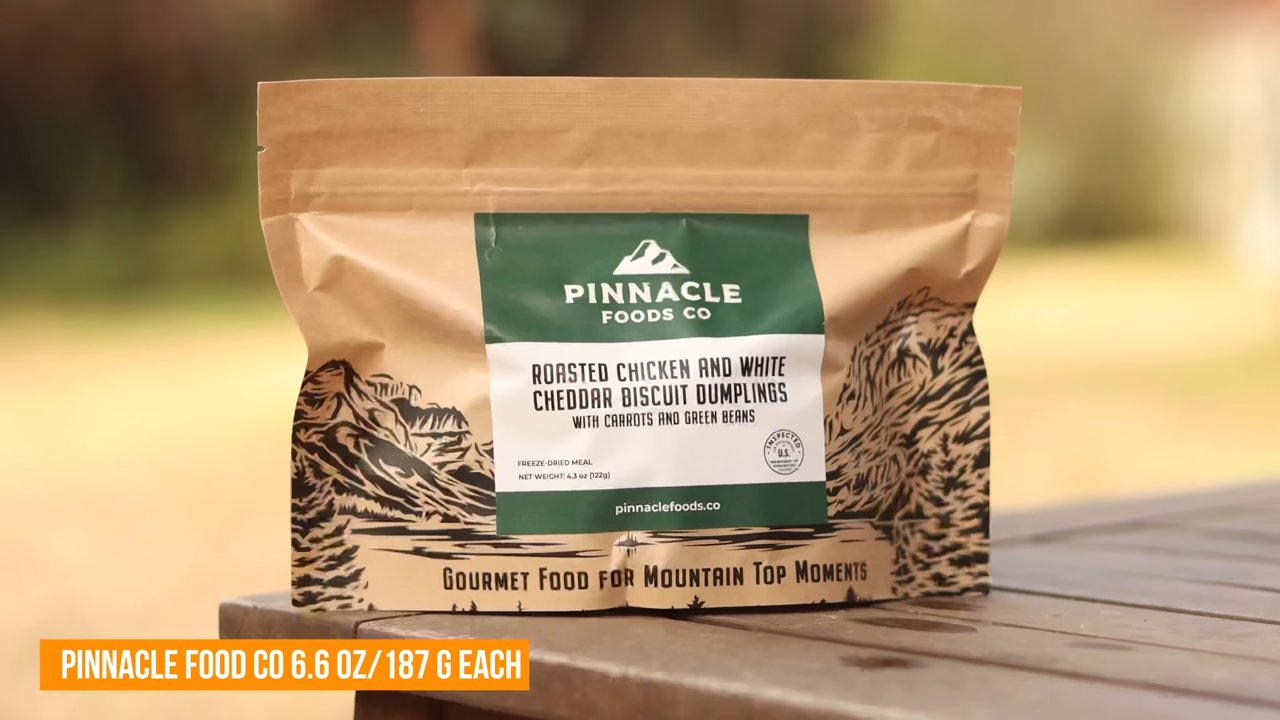 PINNACLE
FOODS CO
ROASTED CHICKEN AND WHITE
CHEDDAR BISCUIT DUMPLINGS
WITH CARROTS AND GREEN BEANS
INSPECTED
U.S.
FREEZE-DRIED MEAL
NET WEIGHT: 4.3 oz (122g)
pinnaclefoods.co
GOURMET FOOD FOR MOUNTAIN TOP MOMENTS
PINNACLE FOOD CO 6.6 OZ/187 G EACH